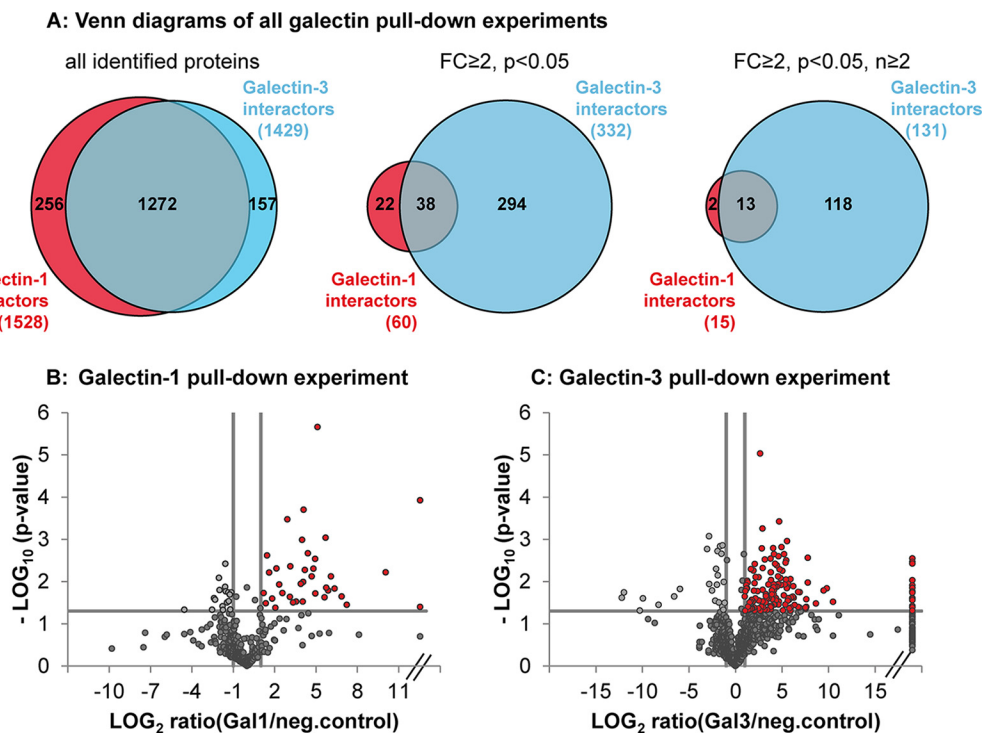 A: Venn diagrams of all galectin pull-down experiments
all identified proteins
Galectin-3
interactors
(1429)
256
1272
157
ectin-1
actors
(1528)
FC≥2, p<0.05
Galectin-3
interactors
(332)
22
38
294
Galectin-1
interactors
(60)
FC≥2, p<0.05, n≥2
Galectin-3
interactors
(131)
2
13
118
Galectin-1
interactors
(15)
B: Galectin-1 pull-down experiment
- LOG10 (p-value)
6
5
4
3
2
1
0
-10 -7 -4 -1 2 5 8 11
LOG2 ratio(Gal1/neg.control)
C: Galectin-3 pull-down experiment
- LOG10 (p-value)
6
5
4
3
2
1
0
-15 -10 -5 0 5 10 15
LOG2 ratio(Gal3/neg.control)